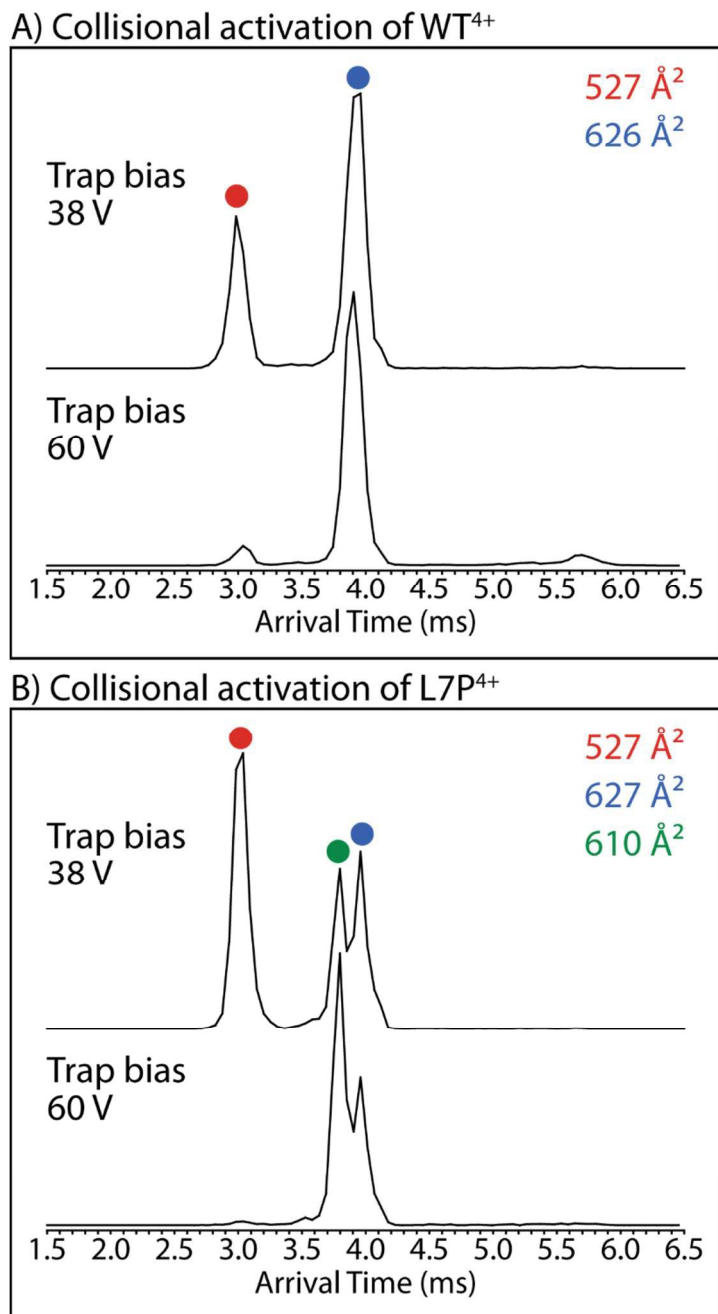 A) Collisional activation of WT⁴⁺
527 Å²
626 Å²
Trap bias
38 V
Trap bias
60 V
1.5 2.0 2.5 3.0 3.5 4.0 4.5 5.0 5.5 6.0 6.5
Arrival Time (ms)
B) Collisional activation of L7P⁴⁺
527 Å²
627 Å²
610 Å²
Trap bias
38 V
Trap bias
60 V
1.5 2.0 2.5 3.0 3.5 4.0 4.5 5.0 5.5 6.0 6.5
Arrival Time (ms)